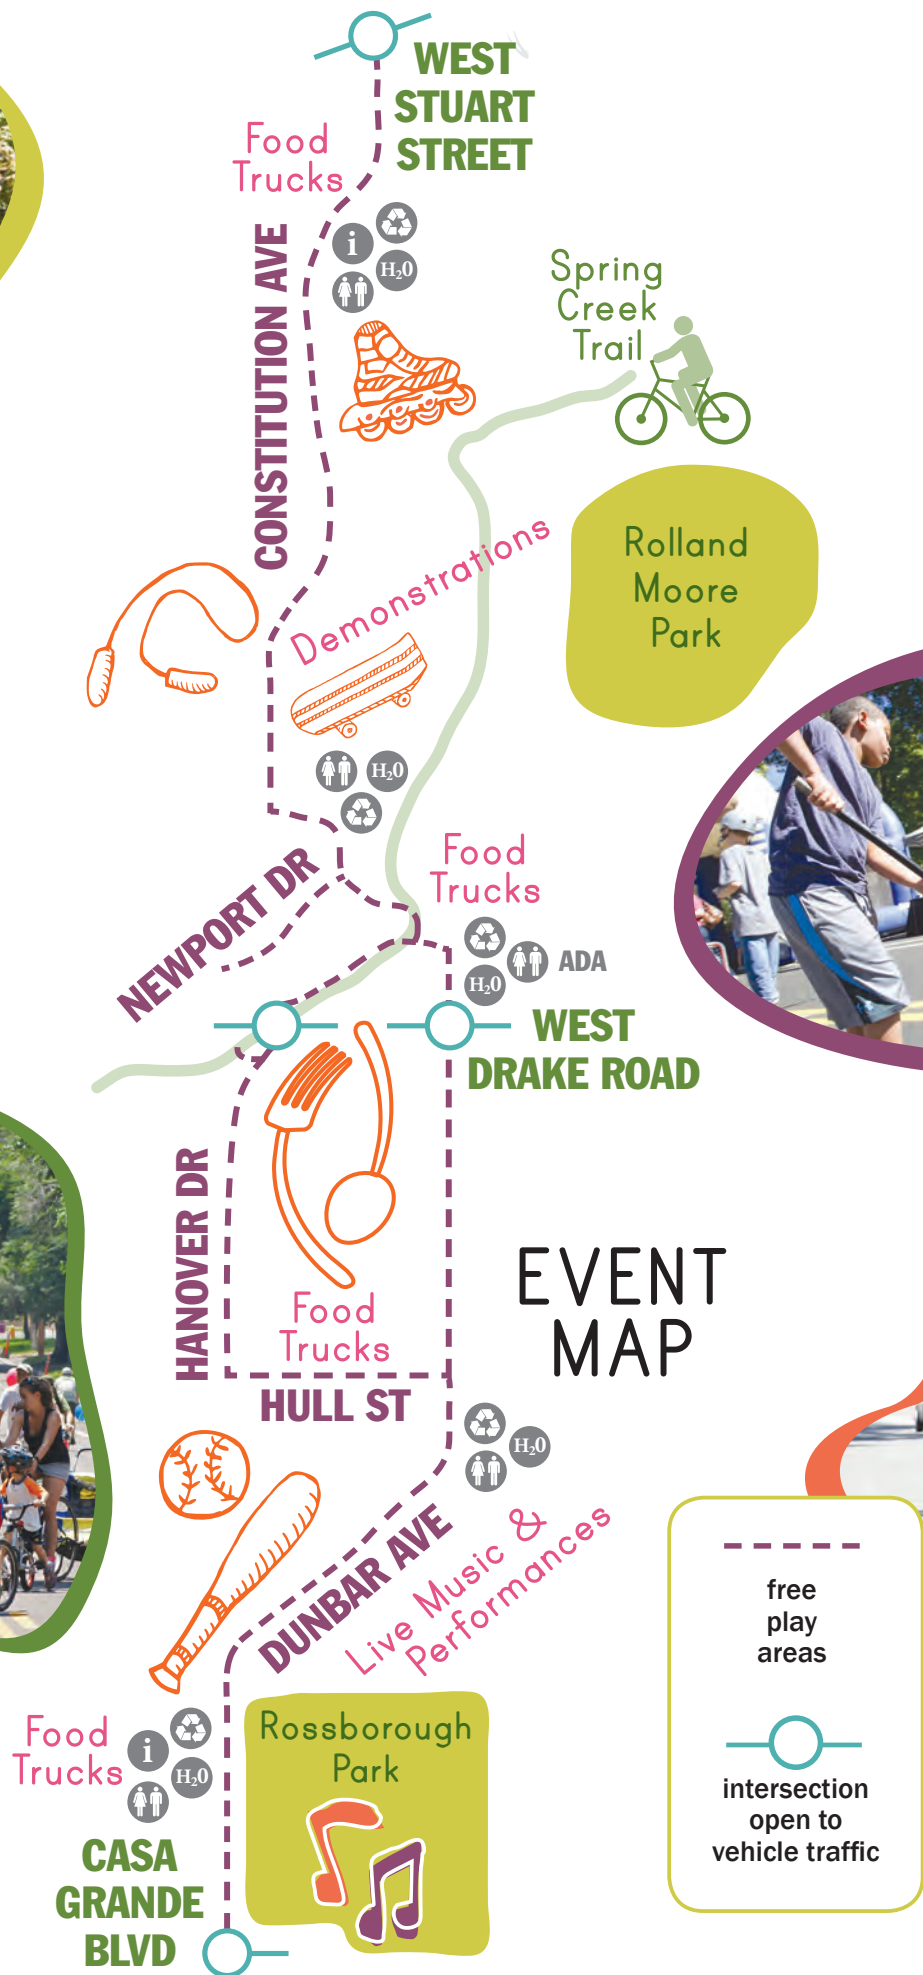 WEST
STUART
STREET
Food
Trucks
CONSTITUTION AVE
i
H₂0
Spring
Creek
Trail
Rolland
Moore
Park
Demonstrations
H₂0
NEWPORT DR
Food
Trucks
ADA
H₂0
WEST
DRAKE ROAD
HANOVER DR
EVENT
MAP
Food
Trucks
HULL ST
H₂0
DUNBAR AVE
Live Music &
Performances
free
play
areas
Food
Trucks
i
H₂0
Rossborough
Park
intersection
open to
vehicle traffic
CASA
GRANDE
BLVD